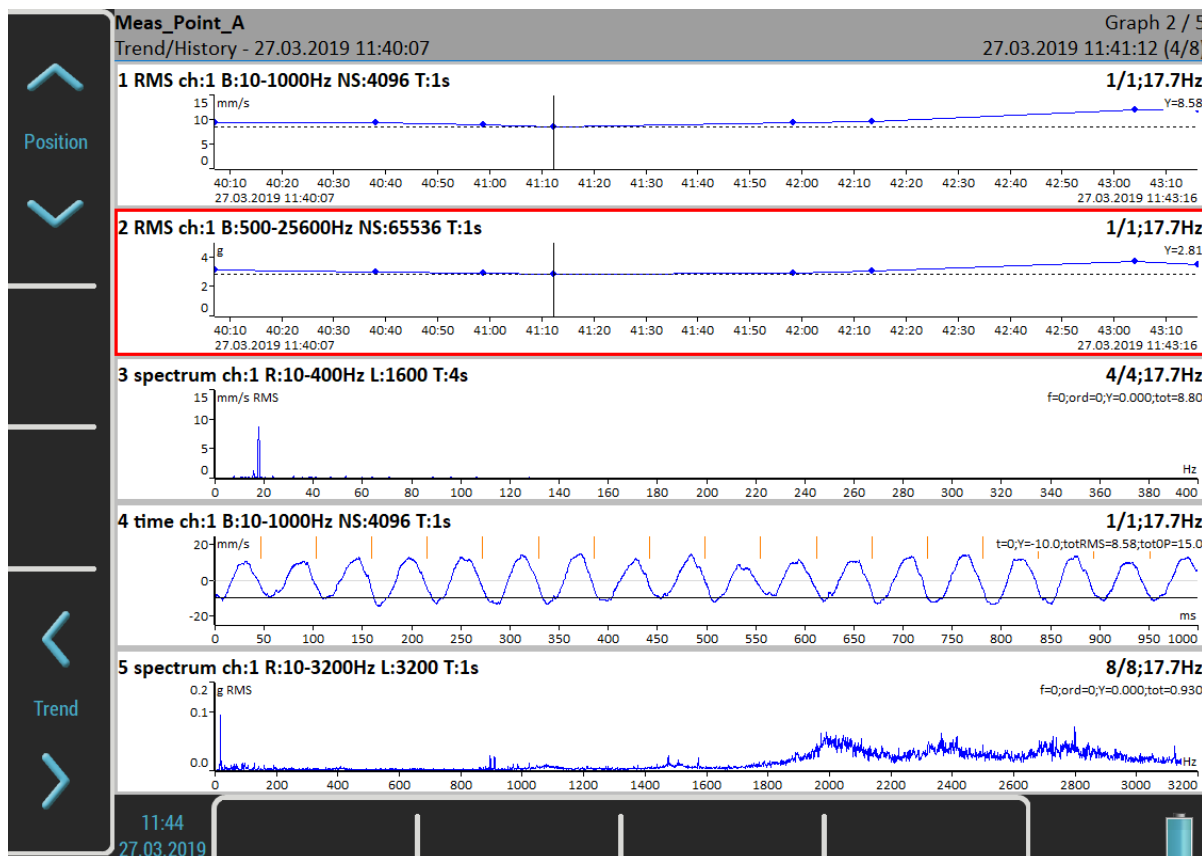 Meas_Point_A
Graph 2 / 5
Trend/History - 27.03.2019 11:40:07
27.03.2019 11:41:12 (4/8)
Position
Trend
1 RMS ch:1 B:10-1000Hz NS:4096 T:1s
1/1;17.7Hz
15 mm/s
Y=8.58
10
5
0
40:10 40:20 40:30 40:40 40:50 41:00 41:10 41:20 41:30 41:40 41:50 42:00 42:10 42:20 42:30 42:40 42:50 43:00 43:10
27.03.2019 11:40:07
27.03.2019 11:43:16
2 RMS ch:1 B:500-25600Hz NS:65536 T:1s
1/1;17.7Hz
g
Y=2.81
4
2
0
40:10 40:20 40:30 40:40 40:50 41:00 41:10 41:20 41:30 41:40 41:50 42:00 42:10 42:20 42:30 42:40 42:50 43:00 43:10
27.03.2019 11:40:07
27.03.2019 11:43:16
3 spectrum ch:1 R:10-400Hz L:1600 T:4s
4/4;17.7Hz
15 mm/s RMS
f=0;ord=0;Y=0.000;tot=8.80
10
5
0
Hz
0 20 40 60 80 100 120 140 160 180 200 220 240 260 280 300 320 340 360 380 400
4 time ch:1 B:10-1000Hz NS:4096 T:1s
1/1;17.7Hz
20 mm/s
t=0;Y=-10.0;totRMS=8.58;tot0P=15.0
0
-20
ms
0 50 100 150 200 250 300 350 400 450 500 550 600 650 700 750 800 850 900 950 1000
5 spectrum ch:1 R:10-3200Hz L:3200 T:1s
8/8;17.7Hz
0.2 g RMS
f=0;ord=0;Y=0.000;tot=0.930
0.1
0.0
Hz
0 200 400 600 800 1000 1200 1400 1600 1800 2000 2200 2400 2600 2800 3000 3200
11:44
27.03.2019